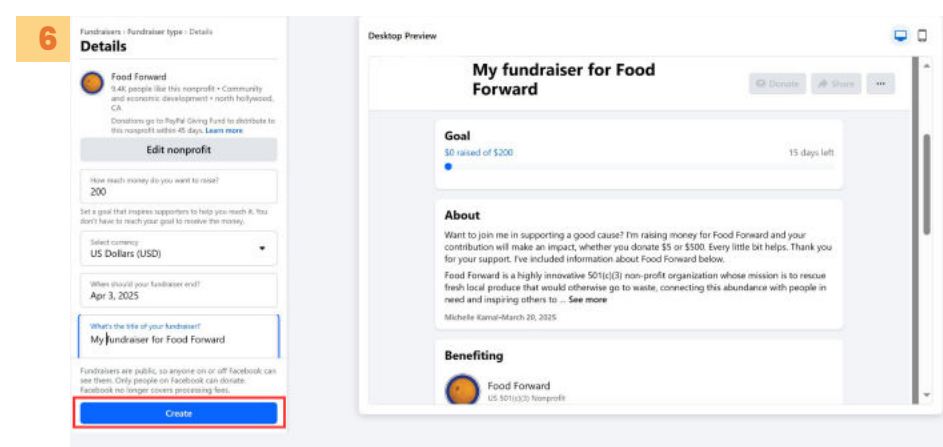 6
Fundraisers › Fundraiser type › Details
Details
Food Forward
9.4K people like this nonprofit • Community
and economic development • north hollywood,
CA
Donations go to PayPal Giving Fund to distribute to
this nonprofit within 45 days. Learn more
Edit nonprofit
How much money do you want to raise?
200
Set a goal that inspires supporters to help you reach it. You
don't have to reach your goal to receive the money.
Select currency
US Dollars (USD)
When should your fundraiser end?
Apr 3, 2025
What's the title of your fundraiser?
My fundraiser for Food Forward
Fundraisers are public, so anyone on or off Facebook can
see them. Only people on Facebook can donate.
Facebook no longer covers processing fees.
Create
Desktop Preview
My fundraiser for Food
Forward
Donate
Share
...
Goal
$0 raised of $200
15 days left
About
Want to join me in supporting a good cause? I'm raising money for Food Forward and your
contribution will make an impact, whether you donate $5 or $500. Every little bit helps. Thank you
for your support. I've included information about Food Forward below.
Food Forward is a highly innovative 501(c)(3) non-profit organization whose mission is to rescue
fresh local produce that would otherwise go to waste, connecting this abundance with people in
need and inspiring others to ... See more
Michelle Kamal•March 20, 2025
Benefiting
Food Forward
US 501(c)(3) Nonprofit